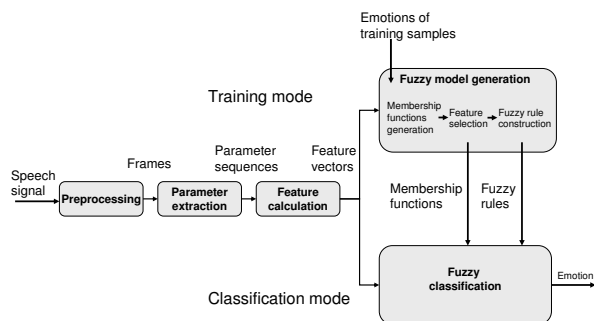 Emotions of
training samples
Fuzzy model generation
Training mode
Membership
functions
generation
Feature
selection
Fuzzy rule
construction
Speech
signal
Frames
Parameter
sequences
Feature
vectors
Preprocessing
Parameter
extraction
Feature
calculation
Membership
functions
Fuzzy
rules
Fuzzy
classification
Emotion
Classification mode